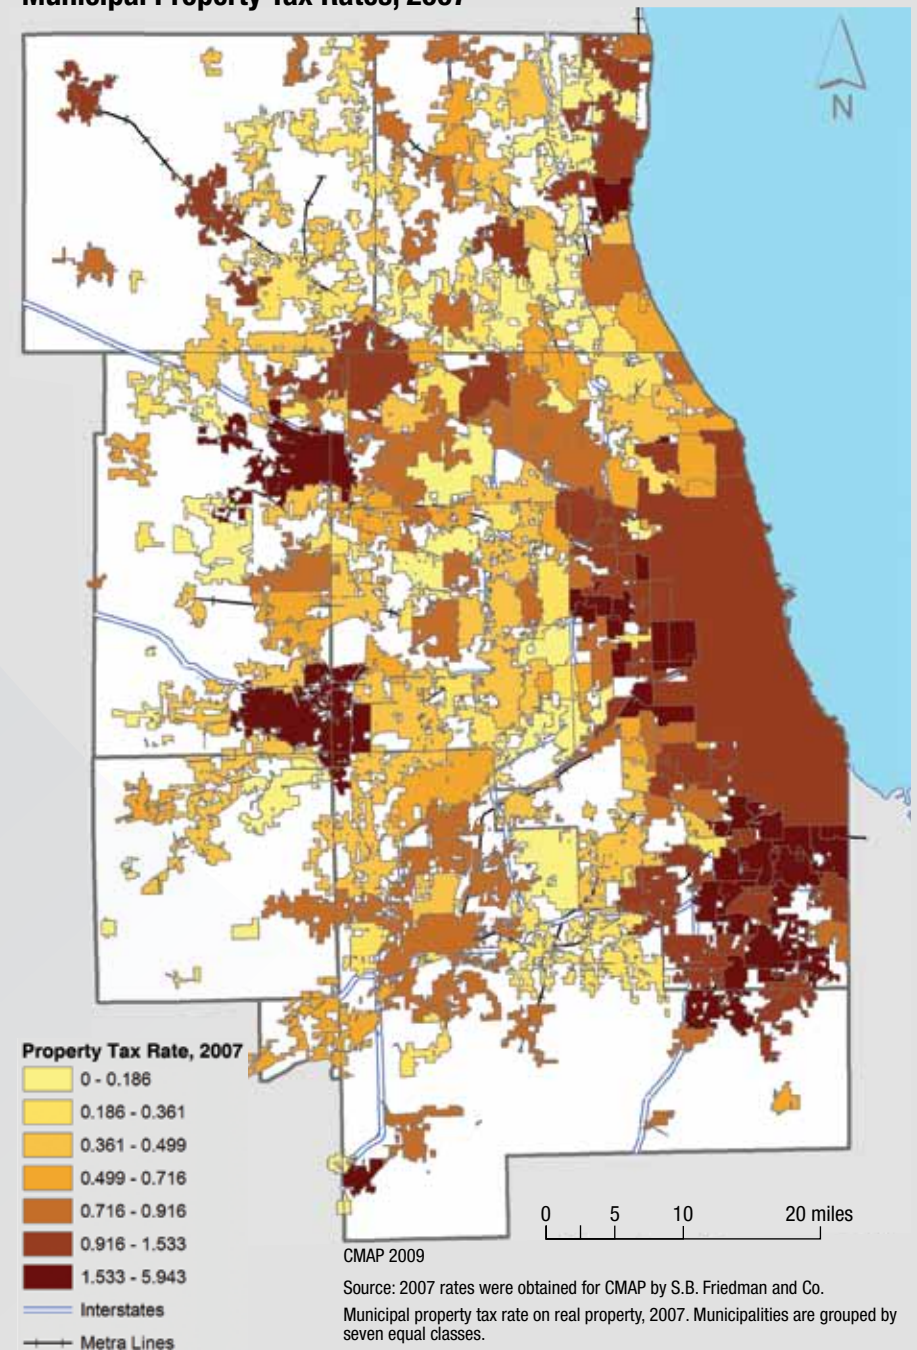 Municipal Property Tax Rates, 2007
N
Property Tax Rate, 2007
0 - 0.186
0.186 - 0.361
0.361 - 0.499
0.499 - 0.716
0.716 - 0.916
0.916 - 1.533
1.533 - 5.943
Interstates
Metra Lines
0 5 10 20 miles
CMAP 2009
Source: 2007 rates were obtained for CMAP by S.B. Friedman and Co.
Municipal property tax rate on real property, 2007. Municipalities are grouped by
seven equal classes.